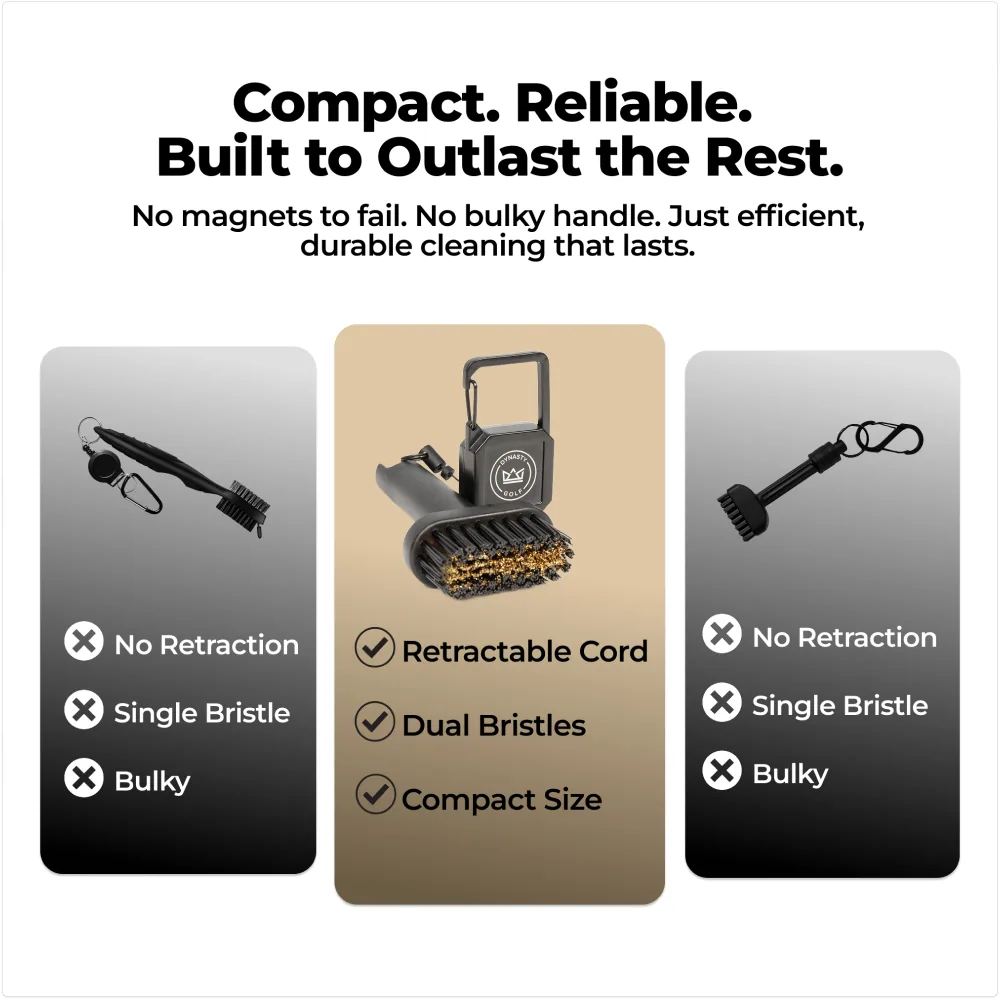 Compact. Reliable.
Built to Outlast the Rest.
No magnets to fail. No bulky handle. Just efficient,
durable cleaning that lasts.
No Retraction
Single Bristle
Bulky
DYNASTY
GOLF
Retractable Cord
Dual Bristles
Compact Size
No Retraction
Single Bristle
Bulky